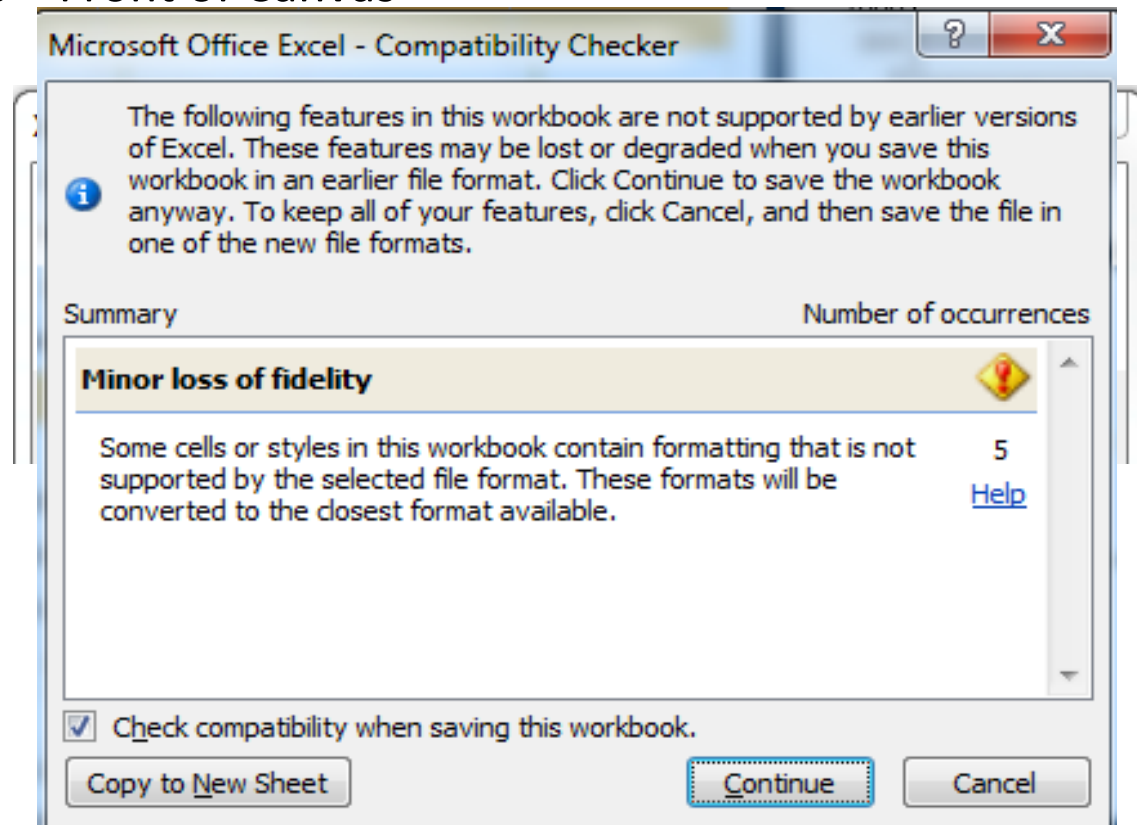 Front of Canvas
Microsoft Office Excel - Compatibility Checker
The following features in this workbook are not supported by earlier versions
of Excel. These features may be lost or degraded when you save this
workbook in an earlier file format. Click Continue to save the workbook
anyway. To keep all of your features, click Cancel, and then save the file in
one of the new file formats.
Summary Number of occurrences
Minor loss of fidelity
Some cells or styles in this workbook contain formatting that is not 5
supported by the selected file format. These formats will be Help
converted to the closest format available.
Check compatibility when saving this workbook.
Copy to New Sheet Continue Cancel